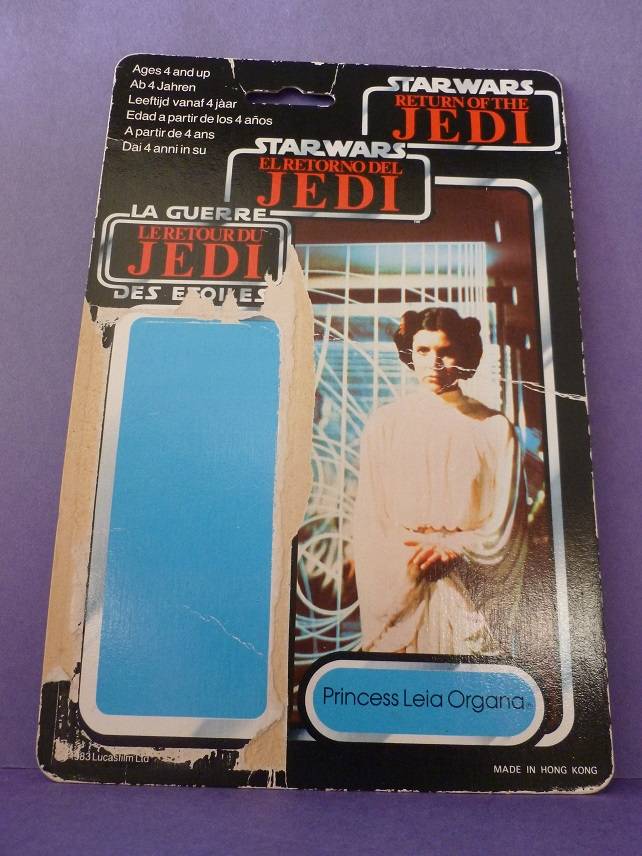 Ages 4 and up
Ab 4 Jahren
Leeftijd vanaf 4 jàar
Edad a partir de los 4 años
A partir de 4 ans
Dai 4 anni in su
STAR WARS
RETURN OF THE
JEDI
STAR WARS
EL RETORNO DEL
JEDI
LA GUERRE
LE RETOUR DU
JEDI
DES ETOILES
Princess Leia Organa
1983 Lucasfilm Ltd
MADE IN HONG KONG